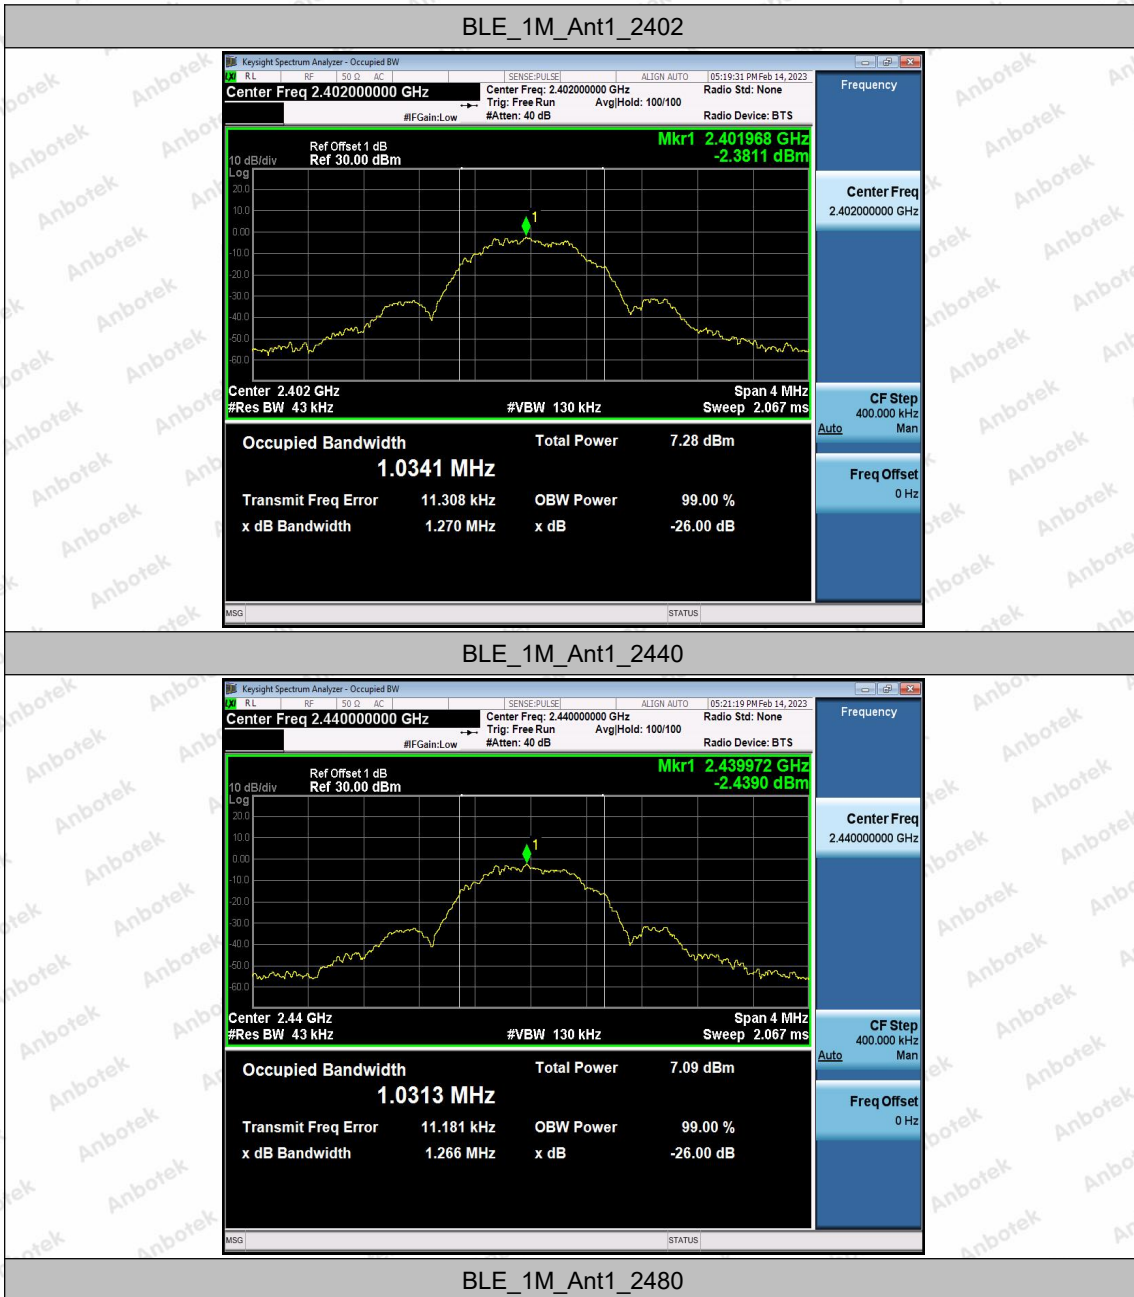 BLE_1M_Ant1_2402
Keysight Spectrum Analyzer - Occupied BW
LXI RL RF 50 Ω AC SENSE:PULSE ALIGN AUTO 05:19:31 PM Feb 14, 2023
Center Freq 2.402000000 GHz Center Freq: 2.402000000 GHz Radio Std: None Frequency
Trig: Free Run Avg|Hold: 100/100
#IFGain:Low #Atten: 40 dB Radio Device: BTS
Mkr1 2.401968 GHz
-2.3811 dBm
Ref Offset 1 dB
10 dB/div Ref 30.00 dBm
Log
20.0
10.0
0.00
-10.0
-20.0
-30.0
-40.0
-50.0
-60.0
1
Center Freq
2.402000000 GHz
Center 2.402 GHz Span 4 MHz
#Res BW 43 kHz #VBW 130 kHz Sweep 2.067 ms
CF Step
400.000 kHz
Auto Man
Occupied Bandwidth Total Power 7.28 dBm
1.0341 MHz
Freq Offset
0 Hz
Transmit Freq Error 11.308 kHz OBW Power 99.00 %
x dB Bandwidth 1.270 MHz x dB -26.00 dB
MSG STATUS
BLE_1M_Ant1_2440
Keysight Spectrum Analyzer - Occupied BW
LXI RL RF 50 Ω AC SENSE:PULSE ALIGN AUTO 05:21:19 PM Feb 14, 2023
Center Freq 2.440000000 GHz Center Freq: 2.440000000 GHz Radio Std: None Frequency
Trig: Free Run Avg|Hold: 100/100
#IFGain:Low #Atten: 40 dB Radio Device: BTS
Mkr1 2.439972 GHz
-2.4390 dBm
Ref Offset 1 dB
10 dB/div Ref 30.00 dBm
Log
20.0
10.0
0.00
-10.0
-20.0
-30.0
-40.0
-50.0
-60.0
1
Center Freq
2.440000000 GHz
Center 2.44 GHz Span 4 MHz
#Res BW 43 kHz #VBW 130 kHz Sweep 2.067 ms
CF Step
400.000 kHz
Auto Man
Occupied Bandwidth Total Power 7.09 dBm
1.0313 MHz
Freq Offset
0 Hz
Transmit Freq Error 11.181 kHz OBW Power 99.00 %
x dB Bandwidth 1.266 MHz x dB -26.00 dB
MSG STATUS
BLE_1M_Ant1_2480
Anbotek